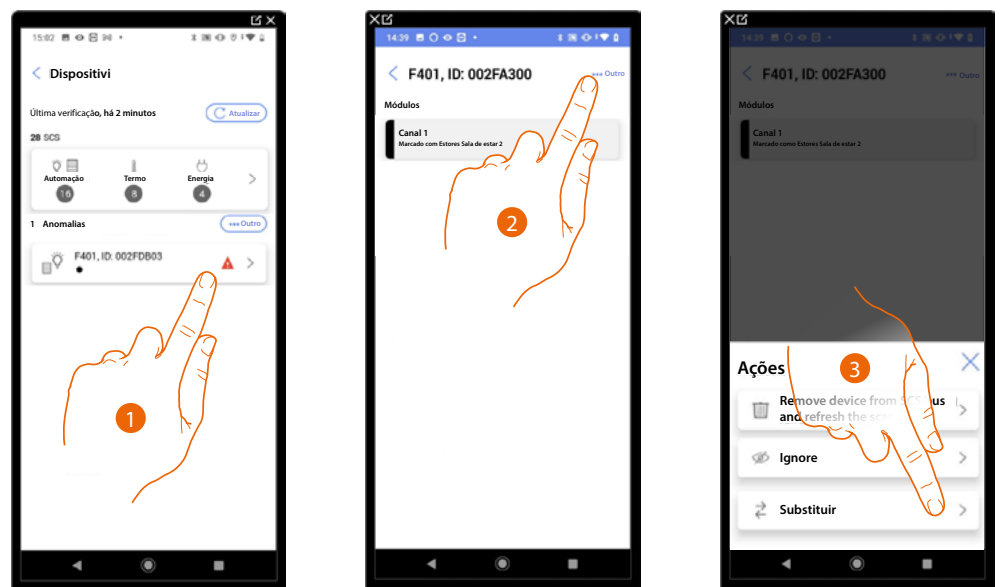 15:02
Dispositivi
Última verificação, há 2 minutos
Atualizar
28 SCS
Automação
Termo
Energia
16
8
4
1 Anomalias
Outro
F401, ID: 002FDB03
1
14:39
F401, ID: 002FA300
Outro
Módulos
Canal 1
Marcado com Estores Sala de estar 2
2
14:39
F401, ID: 002FA300
Outro
Módulos
Canal 1
Marcado como Estores Sala de estar 2
Ações
3
Remove device from SCS bus
and refresh the
Ignore
Substituir